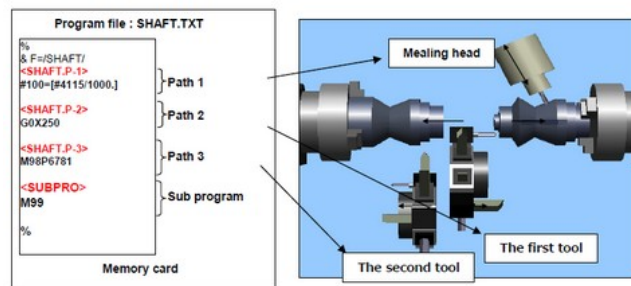 Program file : SHAFT.TXT
%
& F=/SHAFT/
<SHAFT.P-1>
#100=[#4115/1000.]
<SHAFT.P-2>
G0X250
<SHAFT.P-3>
M98P6781
<SUBPRO>
M99
%
Path 1
Path 2
Path 3
Sub program
Memory card
Mealing head
The first tool
The second tool